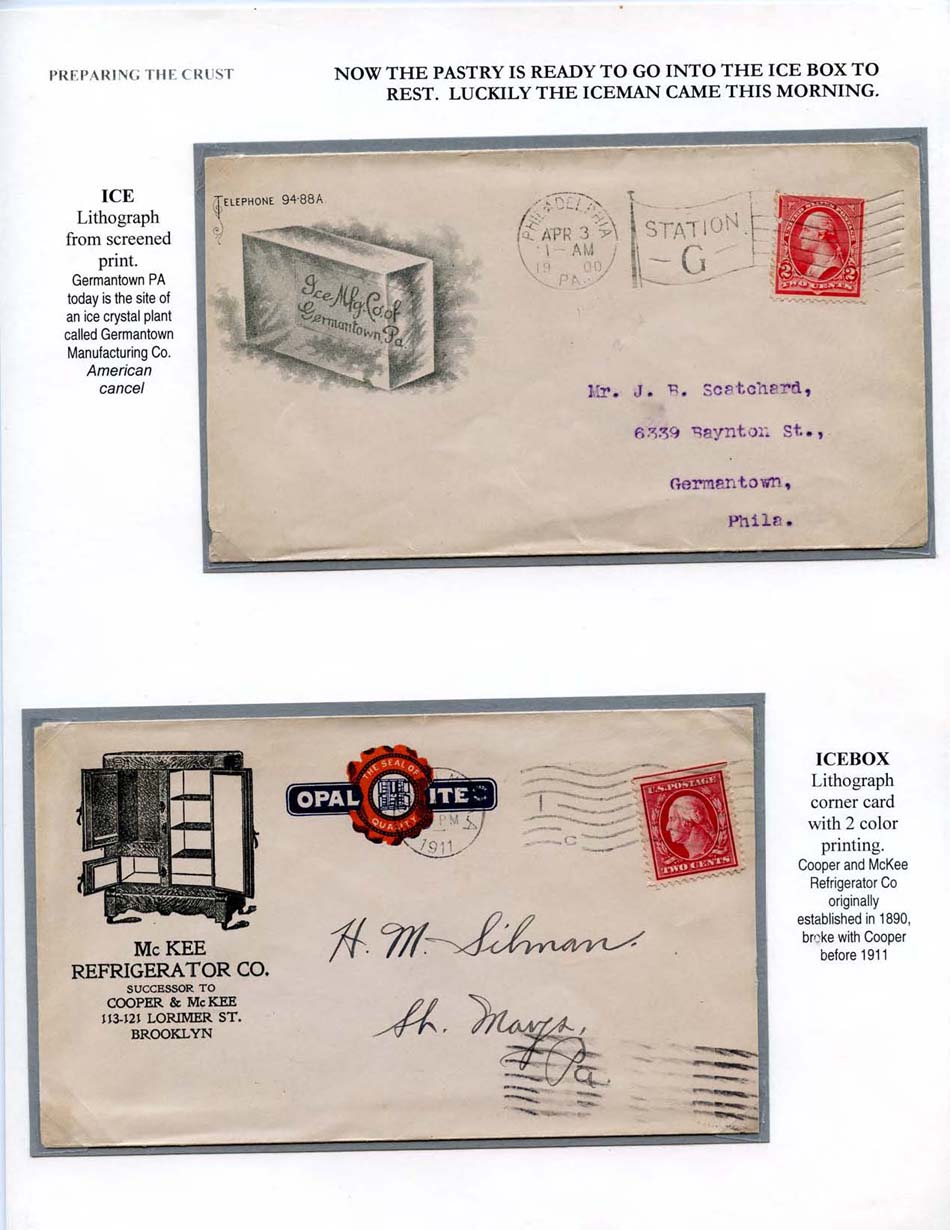 PREPARING THE CRUST
NOW THE PASTRY IS READY TO GO INTO THE ICE BOX TO
REST. LUCKILY THE ICEMAN CAME THIS MORNING.
ICE
Lithograph
from screened
print.
Germantown PA
today is the site of
an ice crystal plant
called Germantown
Manufacturing Co.
American
cancel
TELEPHONE 94-88A.
Ice Mfg. Co. of
Germantown, Pa.
PHILADELPHIA
APR 3
1 - AM
19 00
PA.
STATION
- G -
UNITED STATES POSTAGE
2 2
TWO CENTS
Mr. J. B. Scatchard,
6339 Baynton St.,
Germantown,
Phila.
ICEBOX
Lithograph
corner card
with 2 color
printing.
Cooper and McKee
Refrigerator Co
originally
established in 1890,
broke with Cooper
before 1911
OPAL ITE
THE SEAL OF
QUALITY
PM
1911
1
C
U.S. POSTAGE
TWO CENTS
Mc KEE
REFRIGERATOR CO.
SUCCESSOR TO
COOPER & Mc KEE
113-121 LORIMER ST.
BROOKLYN
H. M. Silman.
Sh. Mays,
Pa